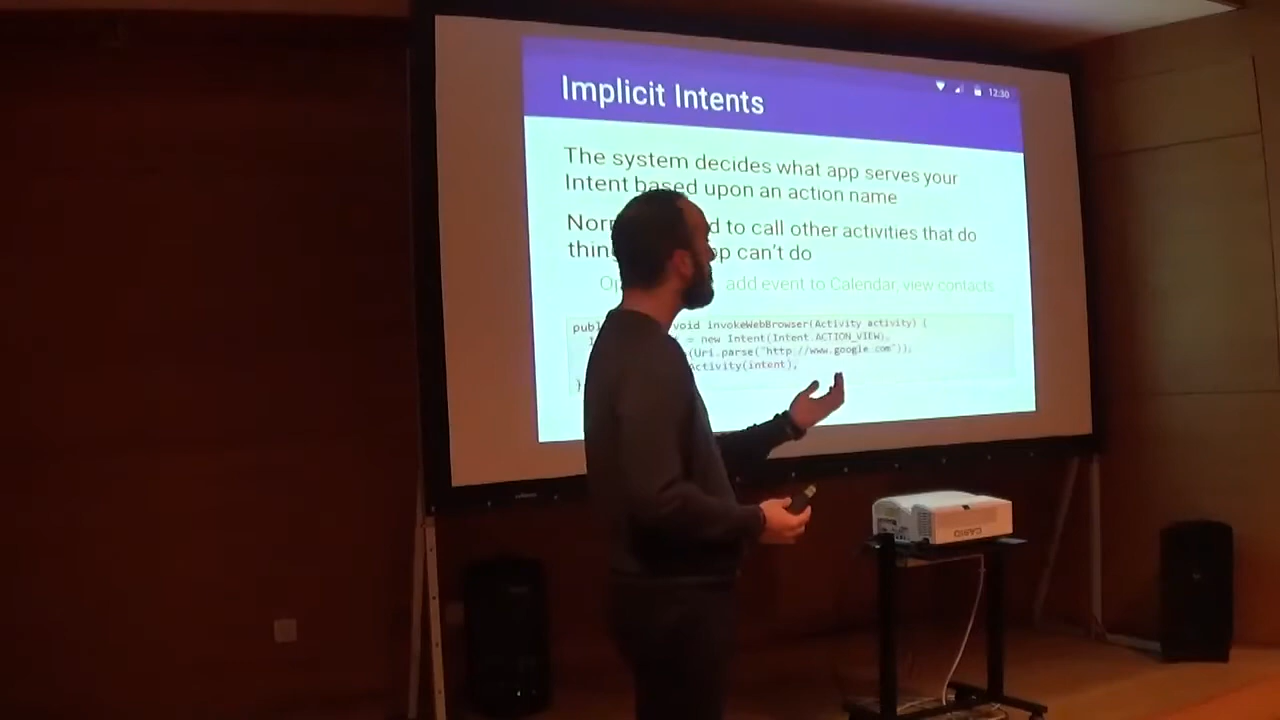 Implicit Intents
12:30
The system decides what app serves your
Intent based upon an action name
d to call other activities that do
can't do
add event to Calendar, view contacts
void invokeWebBrowser(Activity activity) {
= new Intent(Intent.ACTION_VIEW);
(Uri.parse("http://www.google.com"));
Activity(intent);
}
CASIO